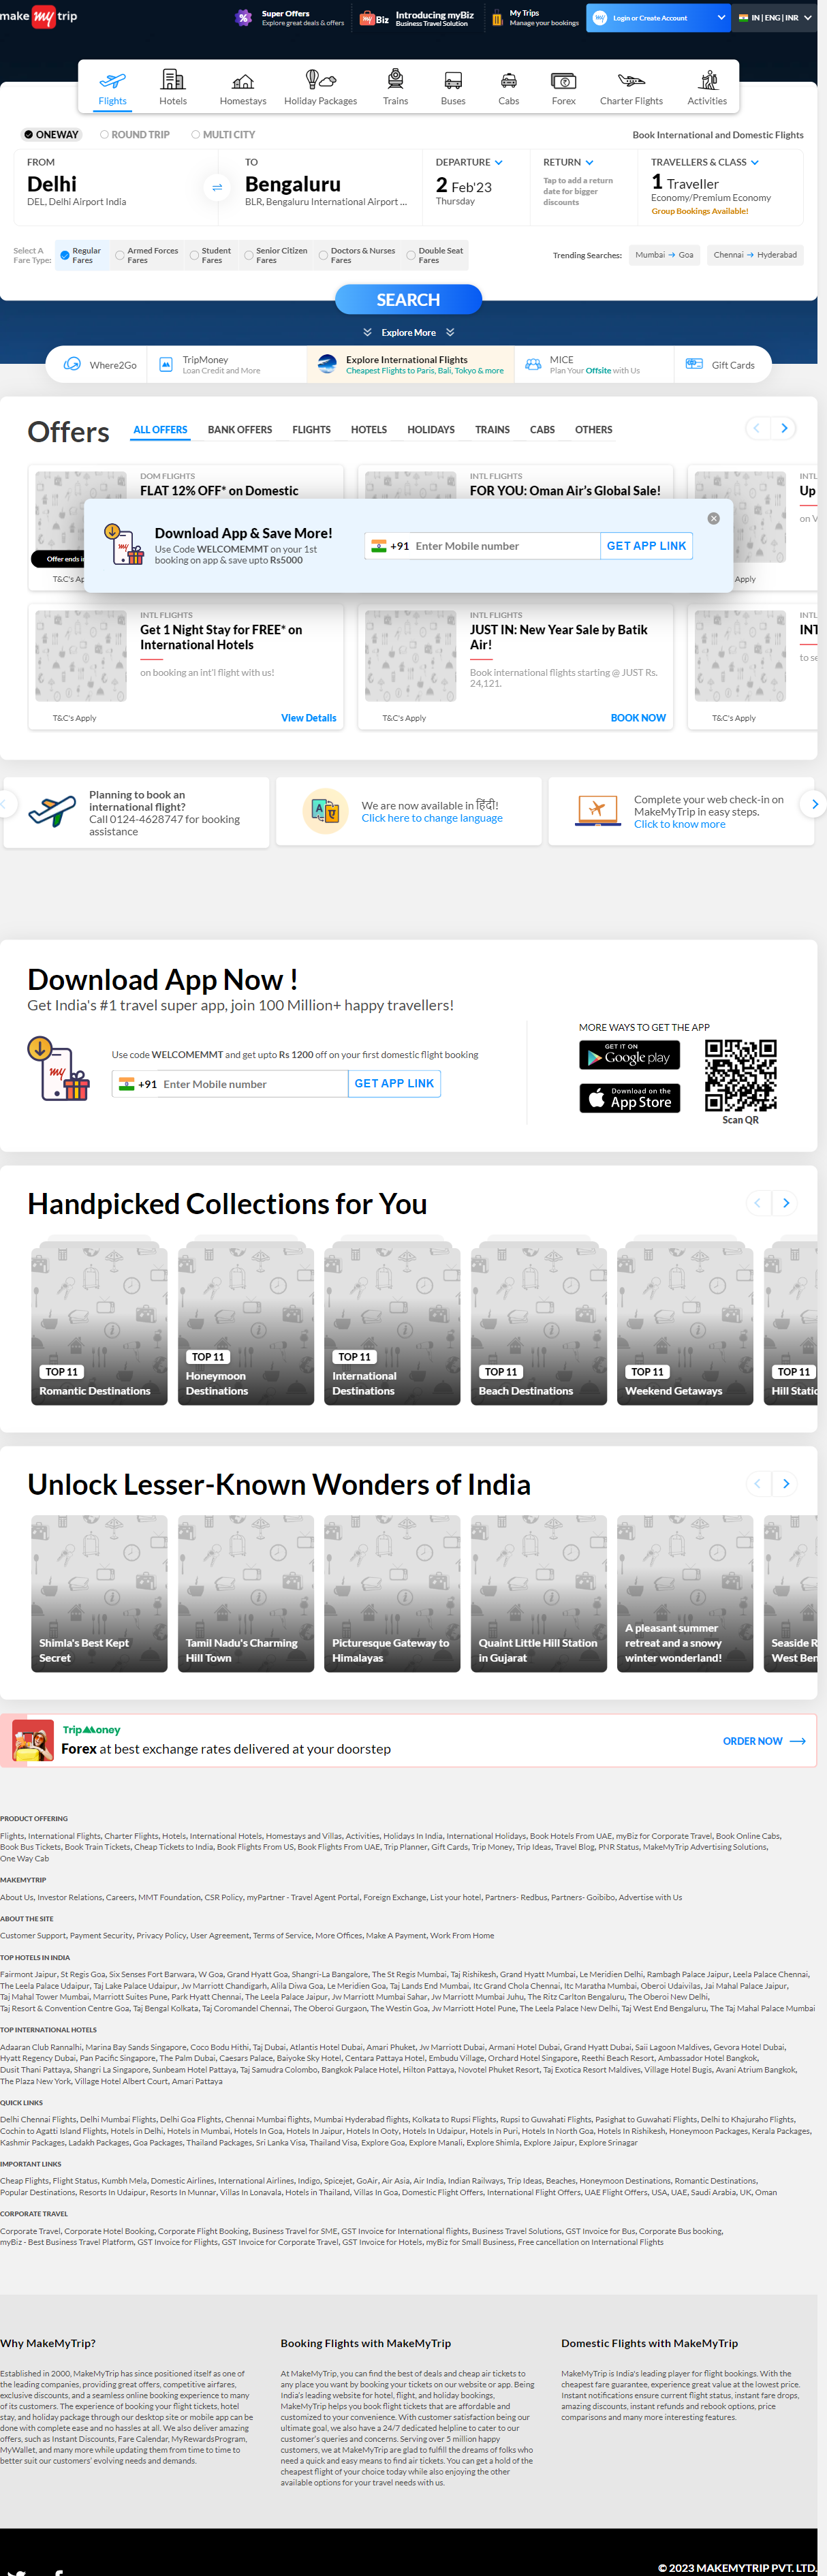 make my trip
Super Offers
Explore great deals & offers
myBiz
Introducing myBiz
Business Travel Solution
My Trips
Manage your bookings
my
Login or Create Account
IN | ENG | INR
Flights
Hotels
Homestays
Holiday Packages
Trains
Buses
Cabs
Forex
Charter Flights
Activities
ONEWAY
ROUND TRIP
MULTI CITY
Book International and Domestic Flights
FROM
Delhi
DEL, Delhi Airport India
TO
Bengaluru
BLR, Bengaluru International Airport ...
DEPARTURE
2 Feb'23
Thursday
RETURN
Tap to add a return
date for bigger
discounts
TRAVELLERS & CLASS
1 Traveller
Economy/Premium Economy
Group Bookings Available!
Select A
Fare Type:
Regular
Fares
Armed Forces
Fares
Student
Fares
Senior Citizen
Fares
Doctors & Nurses
Fares
Double Seat
Fares
Trending Searches:
Mumbai → Goa
Chennai → Hyderabad
SEARCH
Explore More
Where2Go
TripMoney
Loan Credit and More
Explore International Flights
Cheapest Flights to Paris, Bali, Tokyo & more
MICE
Plan Your Offsite with Us
Gift Cards
Offers
ALL OFFERS
BANK OFFERS
FLIGHTS
HOTELS
HOLIDAYS
TRAINS
CABS
OTHERS
DOM FLIGHTS
FLAT 12% OFF* on Domestic
INTL FLIGHTS
FOR YOU: Oman Air's Global Sale!
INTL
Up
on V
Offer ends in
T&C's Ap
Apply
my
Download App & Save More!
Use Code WELCOMEMMT on your 1st
booking on app & save upto Rs5000
+91 Enter Mobile number
GET APP LINK
INTL FLIGHTS
Get 1 Night Stay for FREE* on
International Hotels
on booking an int'l flight with us!
T&C's Apply
View Details
INTL FLIGHTS
JUST IN: New Year Sale by Batik
Air!
Book international flights starting @ JUST Rs.
24,121.
T&C's Apply
BOOK NOW
INTL
INT
to se
T&C's Apply
Planning to book an
international flight?
Call 0124-4628747 for booking
assistance
We are now available in हिंदी!
Click here to change language
Complete your web check-in on
MakeMyTrip in easy steps.
Click to know more
Download App Now !
Get India's #1 travel super app, join 100 Million+ happy travellers!
my
Use code WELCOMEMMT and get upto Rs 1200 off on your first domestic flight booking
+91 Enter Mobile number
GET APP LINK
MORE WAYS TO GET THE APP
GET IT ON
Google play
Download on the
App Store
Scan QR
Handpicked Collections for You
TOP 11
Romantic Destinations
TOP 11
Honeymoon
Destinations
TOP 11
International
Destinations
TOP 11
Beach Destinations
TOP 11
Weekend Getaways
TOP 11
Hill Static
Unlock Lesser-Known Wonders of India
Shimla's Best Kept
Secret
Tamil Nadu's Charming
Hill Town
Picturesque Gateway to
Himalayas
Quaint Little Hill Station
in Gujarat
A pleasant summer
retreat and a snowy
winter wonderland!
Seaside R
West Ben
TripMoney
Forex at best exchange rates delivered at your doorstep
ORDER NOW
PRODUCT OFFERING
Flights, International Flights, Charter Flights, Hotels, International Hotels, Homestays and Villas, Activities, Holidays In India, International Holidays, Book Hotels From UAE, myBiz for Corporate Travel, Book Online Cabs,
Book Bus Tickets, Book Train Tickets, Cheap Tickets to India, Book Flights From US, Book Flights From UAE, Trip Planner, Gift Cards, Trip Money, Trip Ideas, Travel Blog, PNR Status, MakeMyTrip Advertising Solutions,
One Way Cab
MAKEMYTRIP
About Us, Investor Relations, Careers, MMT Foundation, CSR Policy, myPartner - Travel Agent Portal, Foreign Exchange, List your hotel, Partners- Redbus, Partners- Goibibo, Advertise with Us
ABOUT THE SITE
Customer Support, Payment Security, Privacy Policy, User Agreement, Terms of Service, More Offices, Make A Payment, Work From Home
TOP HOTELS IN INDIA
Fairmont Jaipur, St Regis Goa, Six Senses Fort Barwara, W Goa, Grand Hyatt Goa, Shangri-La Bangalore, The St Regis Mumbai, Taj Rishikesh, Grand Hyatt Mumbai, Le Meridien Delhi, Rambagh Palace Jaipur, Leela Palace Chennai,
The Leela Palace Udaipur, Taj Lake Palace Udaipur, Jw Marriott Chandigarh, Alila Diwa Goa, Le Meridien Goa, Taj Lands End Mumbai, Itc Grand Chola Chennai, Itc Maratha Mumbai, Oberoi Udaivilas, Jai Mahal Palace Jaipur,
Taj Mahal Tower Mumbai, Marriott Suites Pune, Park Hyatt Chennai, The Leela Palace Jaipur, Jw Marriott Mumbai Sahar, Jw Marriott Mumbai Juhu, The Ritz Carlton Bengaluru, The Oberoi New Delhi,
Taj Resort & Convention Centre Goa, Taj Bengal Kolkata, Taj Coromandel Chennai, The Oberoi Gurgaon, The Westin Goa, Jw Marriott Hotel Pune, The Leela Palace New Delhi, Taj West End Bengaluru, The Taj Mahal Palace Mumbai
TOP INTERNATIONAL HOTELS
Adaaran Club Rannalhi, Marina Bay Sands Singapore, Coco Bodu Hithi, Taj Dubai, Atlantis Hotel Dubai, Amari Phuket, Jw Marriott Dubai, Armani Hotel Dubai, Grand Hyatt Dubai, Saii Lagoon Maldives, Gevora Hotel Dubai,
Hyatt Regency Dubai, Pan Pacific Singapore, The Palm Dubai, Caesars Palace, Baiyoke Sky Hotel, Centara Pattaya Hotel, Embudu Village, Orchard Hotel Singapore, Reethi Beach Resort, Ambassador Hotel Bangkok,
Dusit Thani Pattaya, Shangri La Singapore, Sunbeam Hotel Pattaya, Taj Samudra Colombo, Bangkok Palace Hotel, Hilton Pattaya, Novotel Phuket Resort, Taj Exotica Resort Maldives, Village Hotel Bugis, Avani Atrium Bangkok,
The Plaza New York, Village Hotel Albert Court, Amari Pattaya
QUICK LINKS
Delhi Chennai Flights, Delhi Mumbai Flights, Delhi Goa Flights, Chennai Mumbai flights, Mumbai Hyderabad flights, Kolkata to Rupsi Flights, Rupsi to Guwahati Flights, Pasighat to Guwahati Flights, Delhi to Khajuraho Flights,
Cochin to Agatti Island Flights, Hotels in Delhi, Hotels in Mumbai, Hotels In Goa, Hotels In Jaipur, Hotels In Ooty, Hotels In Udaipur, Hotels in Puri, Hotels In North Goa, Hotels In Rishikesh, Honeymoon Packages, Kerala Packages,
Kashmir Packages, Ladakh Packages, Goa Packages, Thailand Packages, Sri Lanka Visa, Thailand Visa, Explore Goa, Explore Manali, Explore Shimla, Explore Jaipur, Explore Srinagar
IMPORTANT LINKS
Cheap Flights, Flight Status, Kumbh Mela, Domestic Airlines, International Airlines, Indigo, Spicejet, GoAir, Air Asia, Air India, Indian Railways, Trip Ideas, Beaches, Honeymoon Destinations, Romantic Destinations,
Popular Destinations, Resorts In Udaipur, Resorts In Munnar, Villas In Lonavala, Hotels in Thailand, Villas In Goa, Domestic Flight Offers, International Flight Offers, UAE Flight Offers, USA, UAE, Saudi Arabia, UK, Oman
CORPORATE TRAVEL
Corporate Travel, Corporate Hotel Booking, Corporate Flight Booking, Business Travel for SME, GST Invoice for International flights, Business Travel Solutions, GST Invoice for Bus, Corporate Bus booking,
myBiz - Best Business Travel Platform, GST Invoice for Flights, GST Invoice for Corporate Travel, GST Invoice for Hotels, myBiz for Small Business, Free cancellation on International Flights
Why MakeMyTrip?
Established in 2000, MakeMyTrip has since positioned itself as one of
the leading companies, providing great offers, competitive airfares,
exclusive discounts, and a seamless online booking experience to many
of its customers. The experience of booking your flight tickets, hotel
stay, and holiday package through our desktop site or mobile app can be
done with complete ease and no hassles at all. We also deliver amazing
offers, such as Instant Discounts, Fare Calendar, MyRewardsProgram,
MyWallet, and many more while updating them from time to time to
better suit our customers' evolving needs and demands.
Booking Flights with MakeMyTrip
At MakeMyTrip, you can find the best of deals and cheap air tickets to
any place you want by booking your tickets on our website or app. Being
India's leading website for hotel, flight, and holiday bookings,
MakeMyTrip helps you book flight tickets that are affordable and
customized to your convenience. With customer satisfaction being our
ultimate goal, we also have a 24/7 dedicated helpline to cater to our
customer's queries and concerns. Serving over 5 million happy
customers, we at MakeMyTrip are glad to fulfill the dreams of folks who
need a quick and easy means to find air tickets. You can get a hold of the
cheapest flight of your choice today while also enjoying the other
available options for your travel needs with us.
Domestic Flights with MakeMyTrip
MakeMyTrip is India's leading player for flight bookings. With the
cheapest fare guarantee, experience great value at the lowest price.
Instant notifications ensure current flight status, instant fare drops,
amazing discounts, instant refunds and rebook options, price
comparisons and many more interesting features.
© 2023 MAKEMYTRIP PVT. LTD.